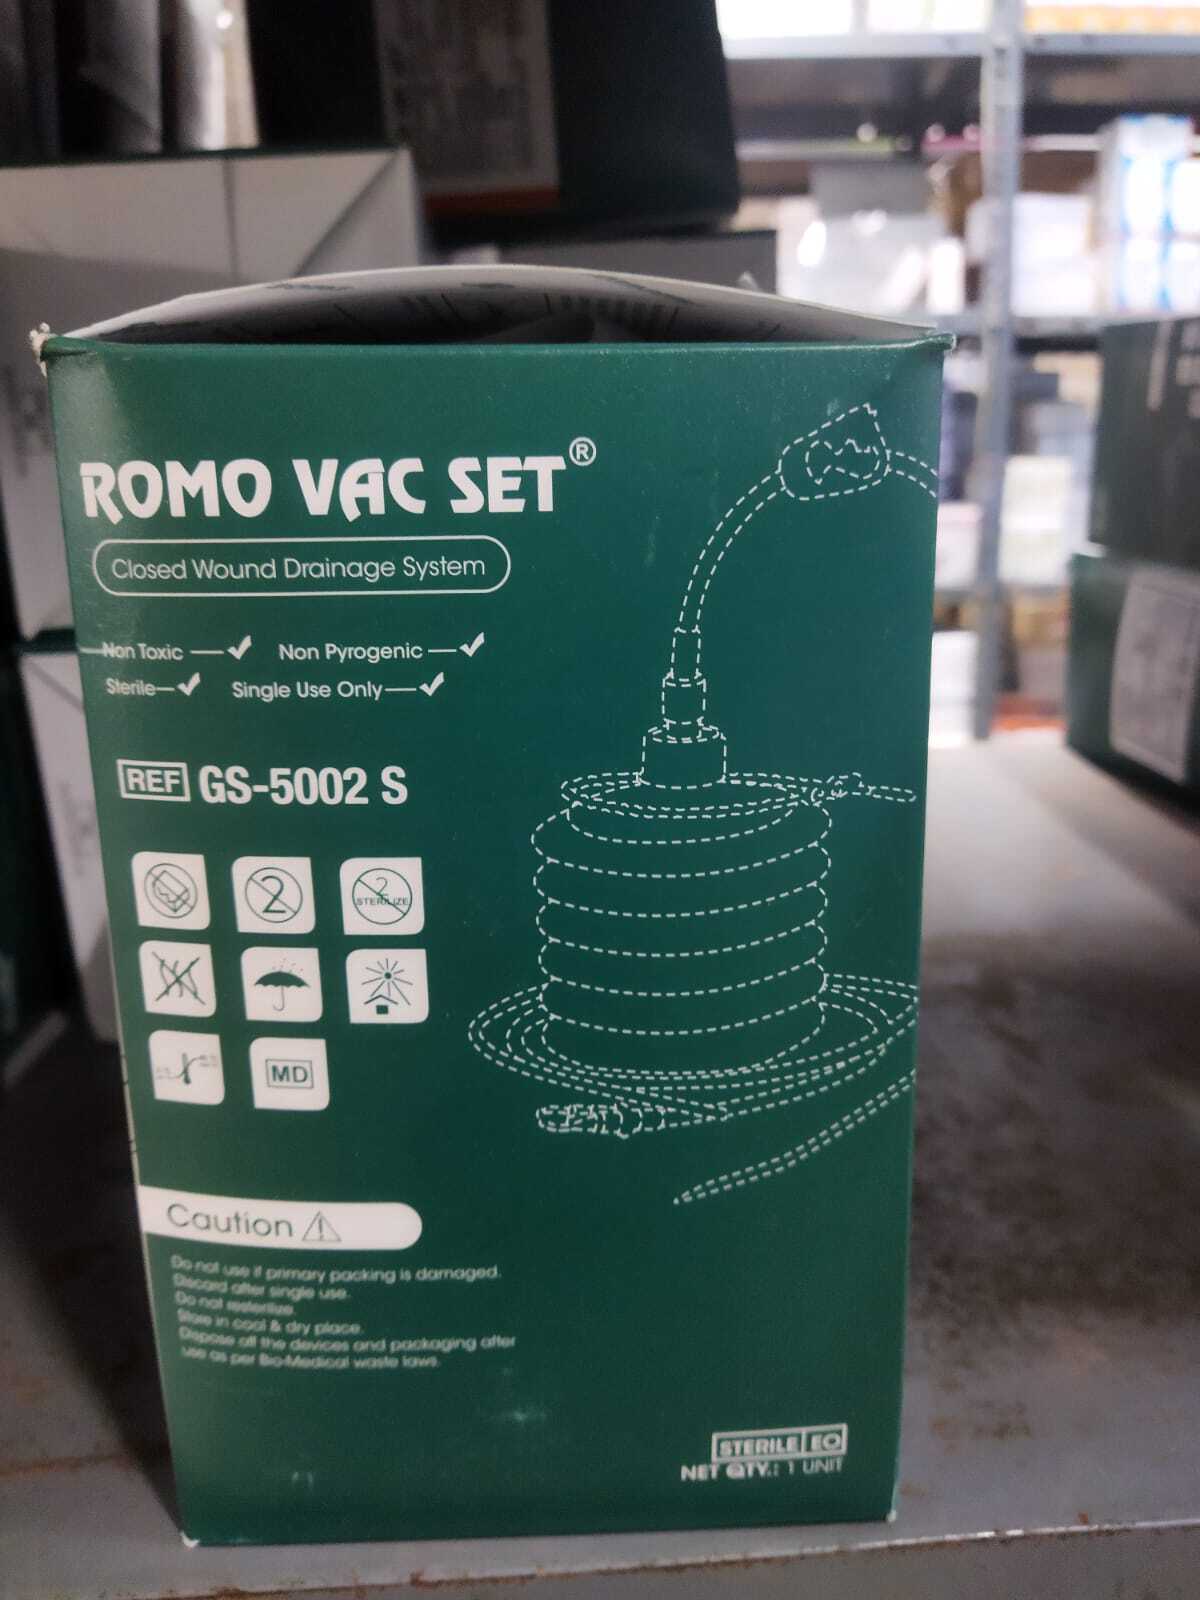 ROMO VAC SET®
Closed Wound Drainage System
Non Toxic — ✓ Non Pyrogenic — ✓
Sterile — ✓ Single Use Only — ✓
REF GS-5002 S
2
2
STERILIZE
MD
Caution
Do not use if primary packing is damaged.
Discard after single use.
Do not resterilize.
Store in cool & dry place.
Dispose all the devices and packaging after
use as per Bio-Medical waste laws.
STERILE EO
NET QTY.: 1 UNIT